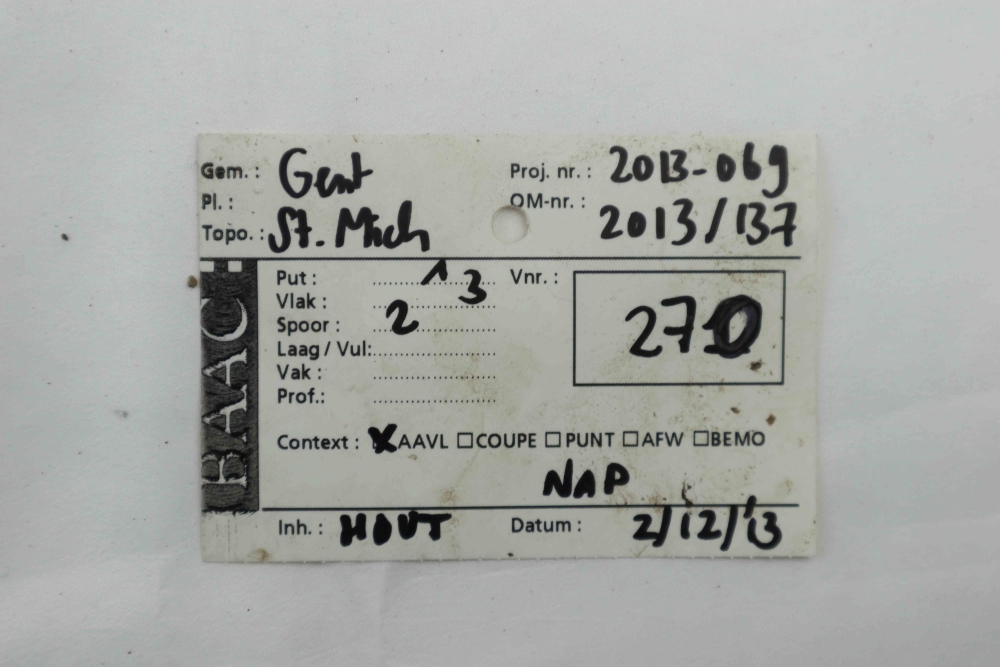 Gem.: Gent Proj. nr.: 2013-069
Pl.: OM-nr.: 2013/137
Topo.: St. Mich
BAAC
Put: 1 Vnr.: 270
Vlak: 3
Spoor: 2
Laag / Vul:
Vak:
Prof.:
Context: X AAVL ☐ COUPE ☐ PUNT ☐ AFW ☐ BEMO
NAP
Inh.: HOUT Datum: 2/12/'13